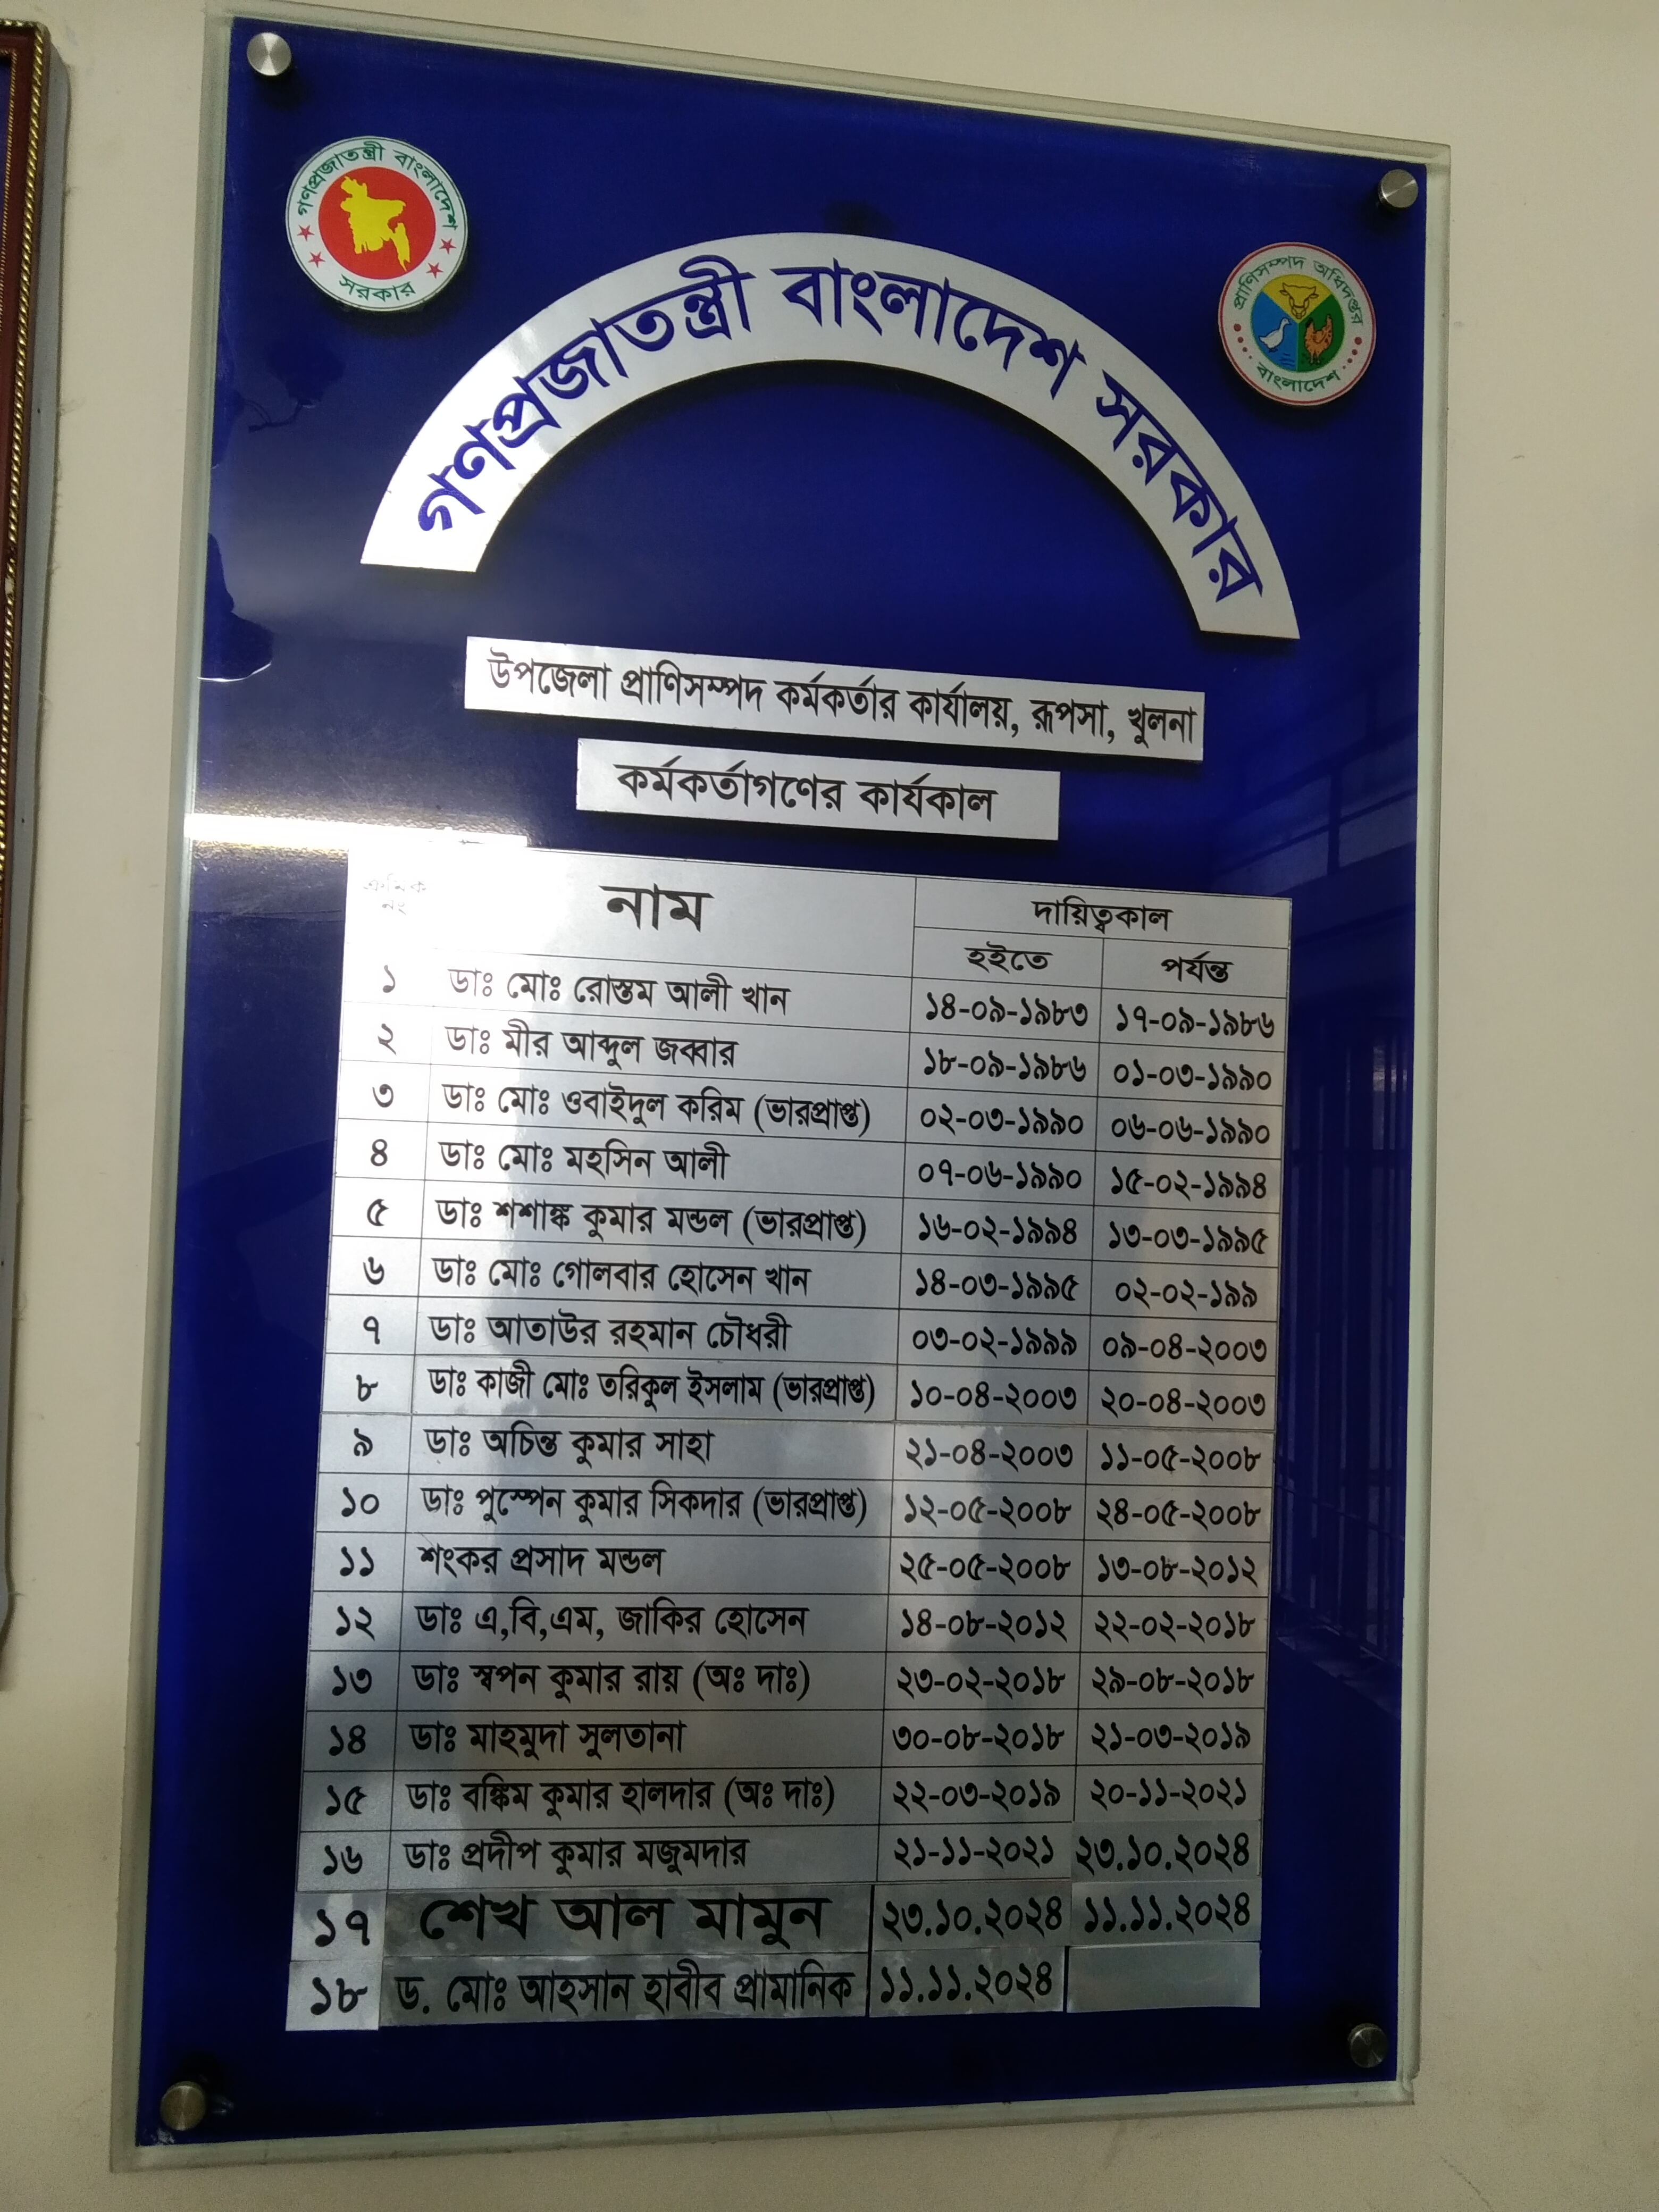 গণপ্রজাতন্ত্রী বাংলাদেশ
সরকার
প্রাণিসম্পদ অধিদপ্তর
বাংলাদেশ
গণপ্রজাতন্ত্রী বাংলাদেশ সরকার
উপজেলা প্রাণিসম্পদ কর্মকর্তার কার্যালয়, রূপসা, খুলনা
কর্মকর্তাগণের কার্যকাল
ক্রমিক নং নাম দায়িত্বকাল
হইতে পর্যন্ত
১ ডাঃ মোঃ রোস্তম আলী খান ১৪-০৯-১৯৮৩ ১৭-০৯-১৯৮৬
২ ডাঃ মীর আব্দুল জব্বার ১৮-০৯-১৯৮৬ ০১-০৩-১৯৯০
৩ ডাঃ মোঃ ওবাইদুল করিম (ভারপ্রাপ্ত) ০২-০৩-১৯৯০ ০৬-০৬-১৯৯০
৪ ডাঃ মোঃ মহসিন আলী ০৭-০৬-১৯৯০ ১৫-০২-১৯৯৪
৫ ডাঃ শশাঙ্ক কুমার মন্ডল (ভারপ্রাপ্ত) ১৬-০২-১৯৯৪ ১৩-০৩-১৯৯৫
৬ ডাঃ মোঃ গোলবার হোসেন খান ১৪-০৩-১৯৯৫ ০২-০২-১৯৯
৭ ডাঃ আতাউর রহমান চৌধরী ০৩-০২-১৯৯৯ ০৯-০৪-২০০৩
৮ ডাঃ কাজী মোঃ তরিকুল ইসলাম (ভারপ্রাপ্ত) ১০-০৪-২০০৩ ২০-০৪-২০০৩
৯ ডাঃ অচিন্ত কুমার সাহা ২১-০৪-২০০৩ ১১-০৫-২০০৮
১০ ডাঃ পুস্পেন কুমার সিকদার (ভারপ্রাপ্ত) ১২-০৫-২০০৮ ২৪-০৫-২০০৮
১১ শংকর প্রসাদ মন্ডল ২৫-০৫-২০০৮ ১৩-০৮-২০১২
১২ ডাঃ এ,বি,এম, জাকির হোসেন ১৪-০৮-২০১২ ২২-০২-২০১৮
১৩ ডাঃ স্বপন কুমার রায় (অঃ দাঃ) ২৩-০২-২০১৮ ২৯-০৮-২০১৮
১৪ ডাঃ মাহমুদা সুলতানা ৩০-০৮-২০১৮ ২১-০৩-২০১৯
১৫ ডাঃ বঙ্কিম কুমার হালদার (অঃ দাঃ) ২২-০৩-২০১৯ ২০-১১-২০২১
১৬ ডাঃ প্রদীপ কুমার মজুমদার ২১-১১-২০২১ ২৩.১০.২০২৪
১৭ শেখ আল মামুন ২৩.১০.২০২৪ ১১.১১.২০২৪
১৮ ড. মোঃ আহসান হাবীব প্রামানিক ১১.১১.২০২৪